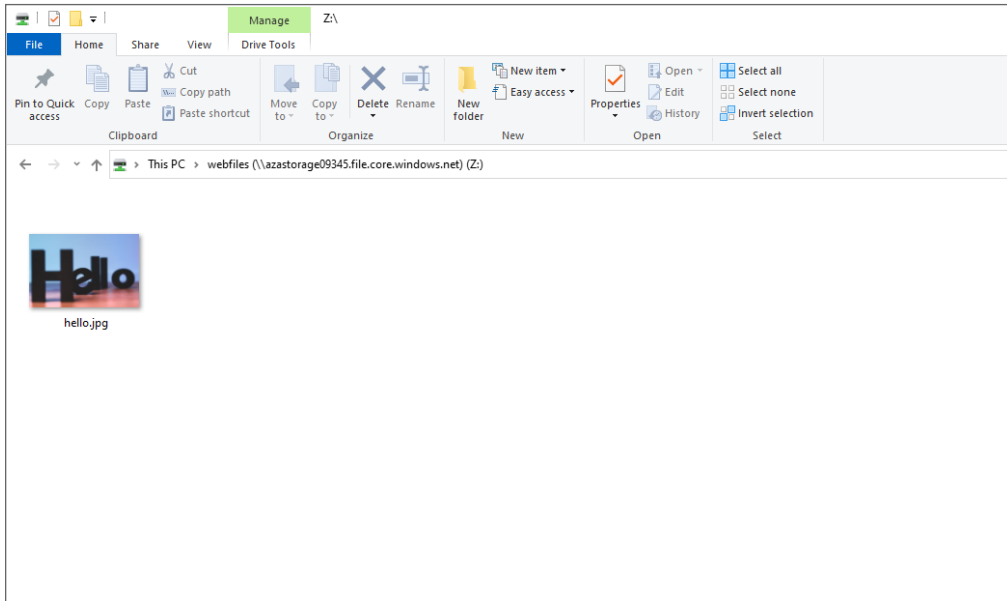 Manage Z:\
File Home Share View Drive Tools
Pin to Quick access
Copy
Paste
Cut
Copy path
Paste shortcut
Clipboard
Move to
Copy to
Delete
Rename
Organize
New folder
New item
Easy access
New
Properties
Open
Edit
History
Open
Select all
Select none
Invert selection
Select
This PC > webfiles (\\azastorage09345.file.core.windows.net) (Z:)
Hello
hello.jpg